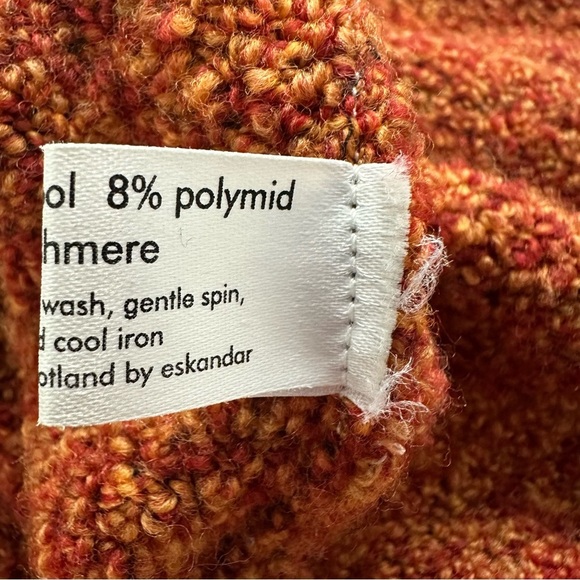 ol 8% polymid
hmere
wash, gentle spin,
d cool iron
otland by eskandar